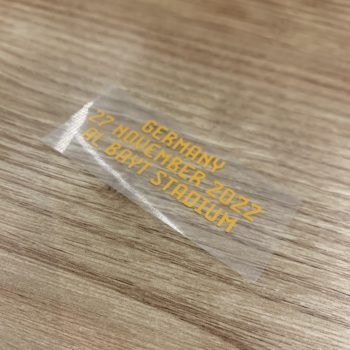 GERMANY
27 NOVEMBER 2022
AL BAYT STADIUM